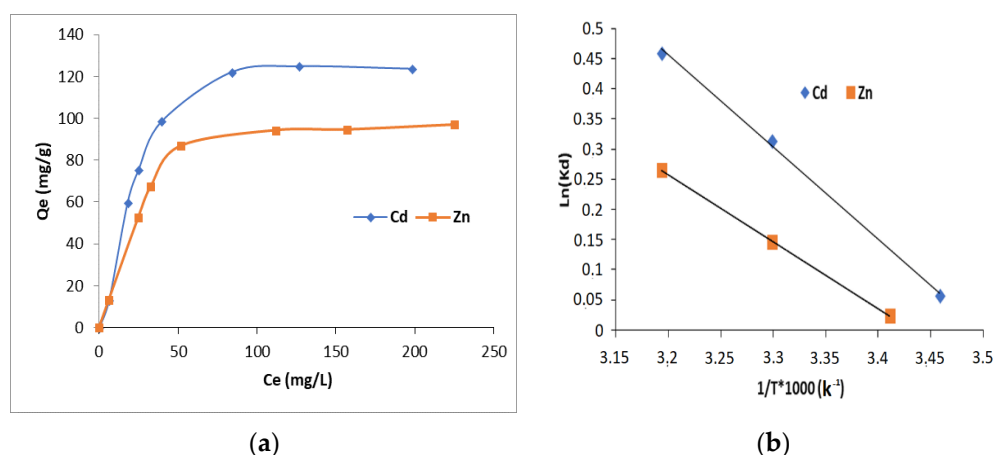 140
120
100
80
60
40
20
0
Qe (mg/g)
Cd Zn
0 50 100 150 200 250
Ce (mg/L)
(a)
0.5
0.45
0.4
0.35
0.3
0.25
0.2
0.15
0.1
0.05
0
Ln(Kd)
Cd Zn
3.15 3.2 3.25 3.3 3.35 3.4 3.45 3.5
1/T*1000 (k⁻¹)
(b)